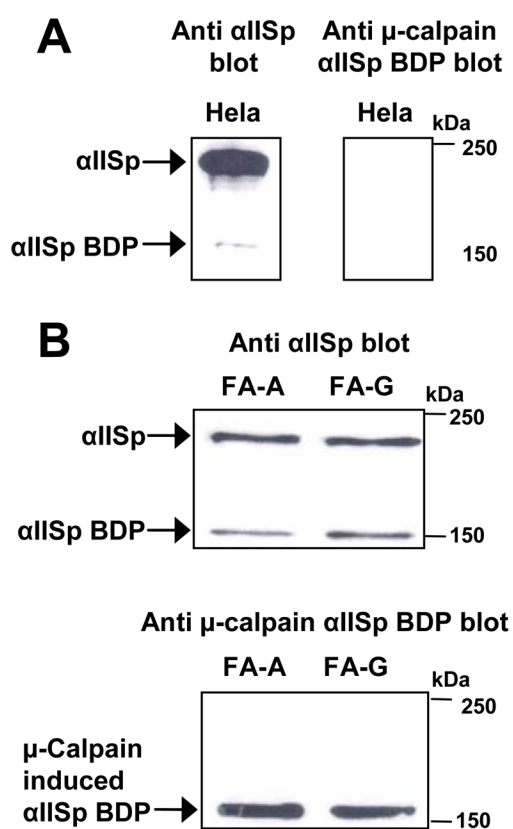 A
Anti αIISp blot
Anti µ-calpain αIISp BDP blot
Hela
Hela
kDa
αIISp
250
αIISp BDP
150
B
Anti αIISp blot
FA-A
FA-G
kDa
250
αIISp
αIISp BDP
150
Anti µ-calpain αIISp BDP blot
FA-A
FA-G
kDa
250
µ-Calpain
induced
αIISp BDP
150